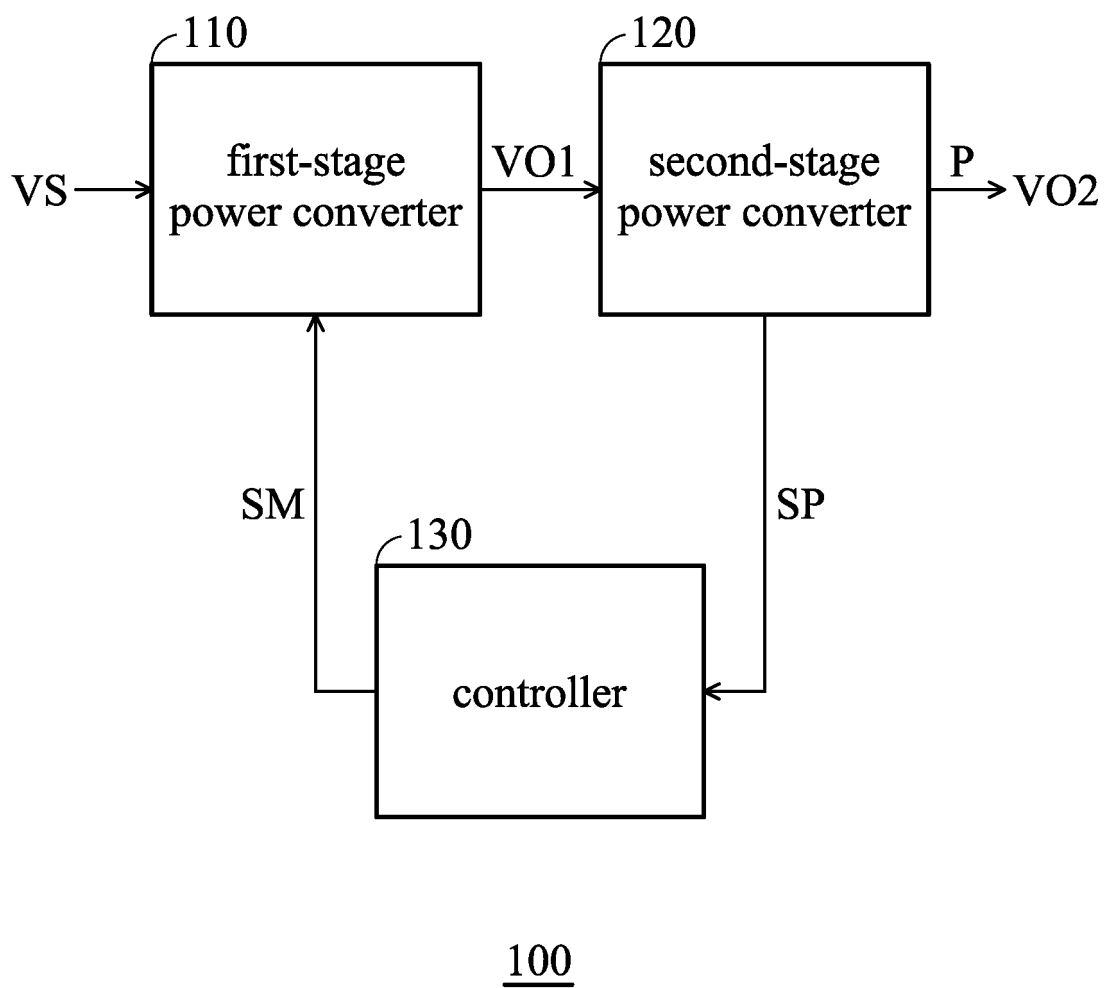 110
120
VS
first-stage
power converter
VO1
second-stage
power converter
P
VO2
SM
SP
130
controller
100